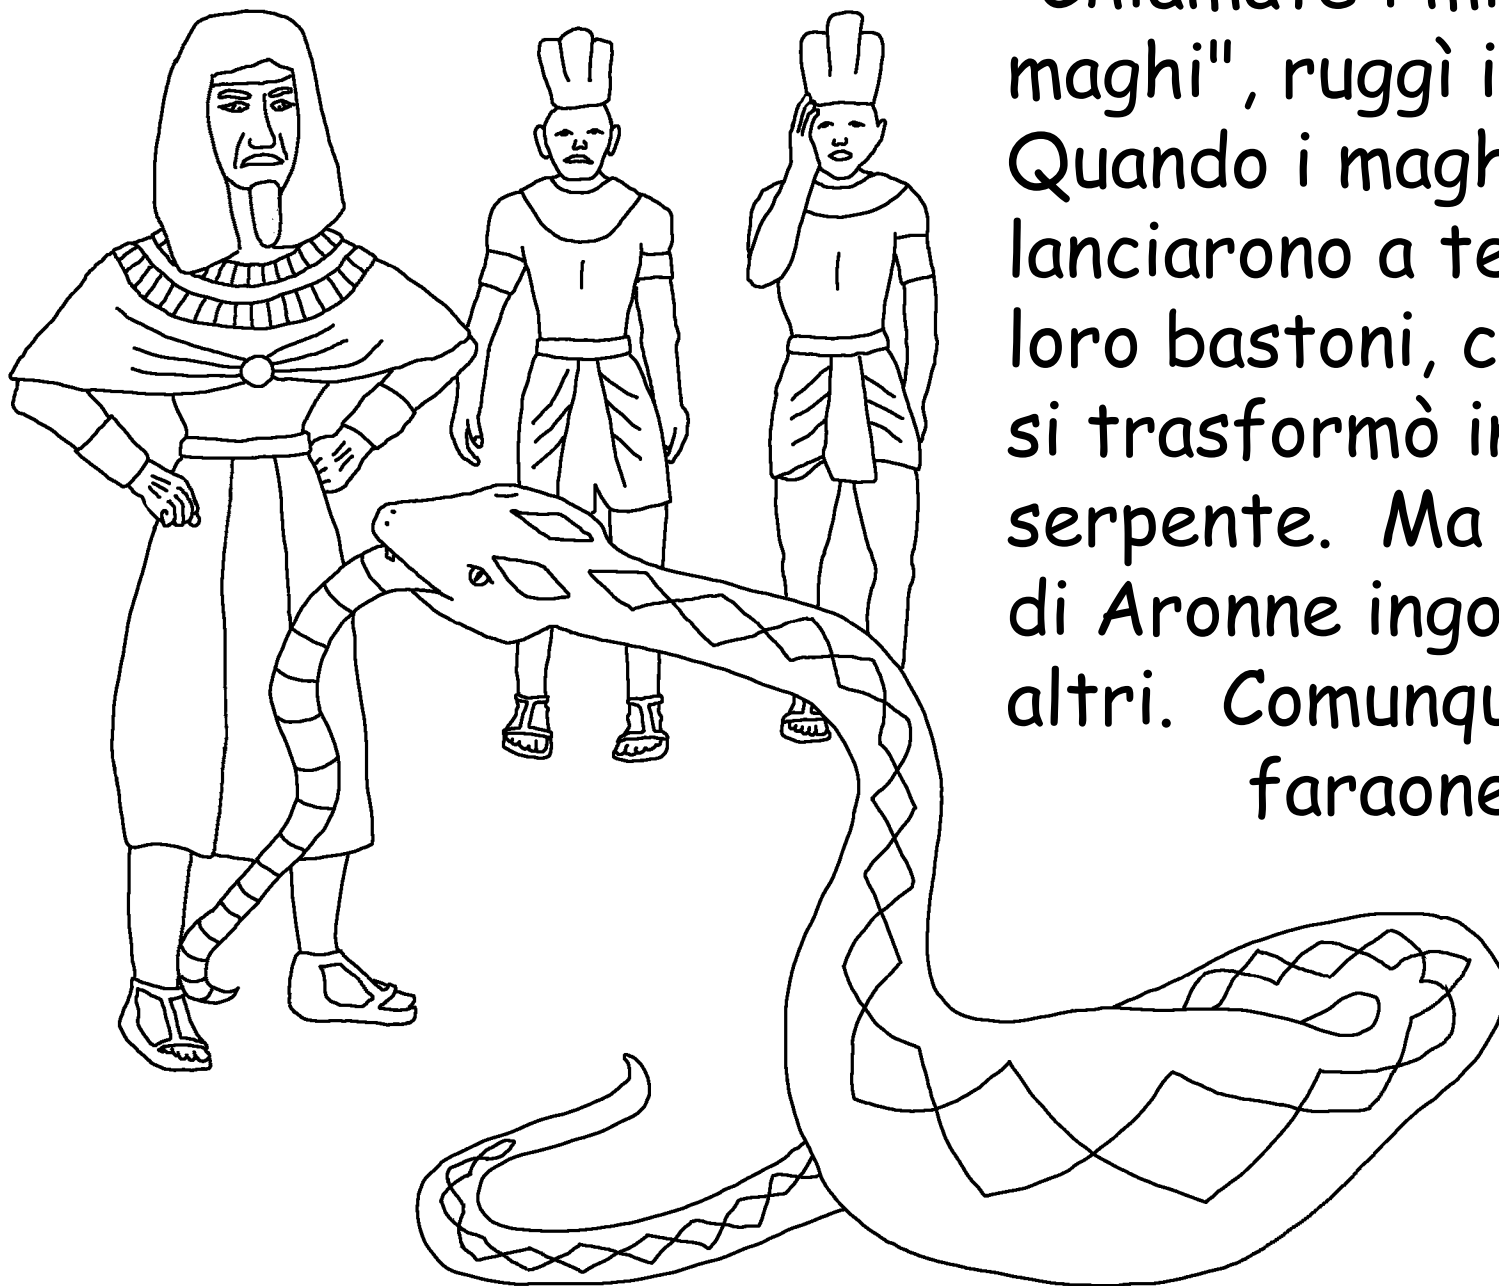 maghi", ruggì i
Quando i magh
lanciarono a te
loro bastoni, c
si trasformò in
serpente. Ma
di Aronne ingo
altri. Comunqu
faraone